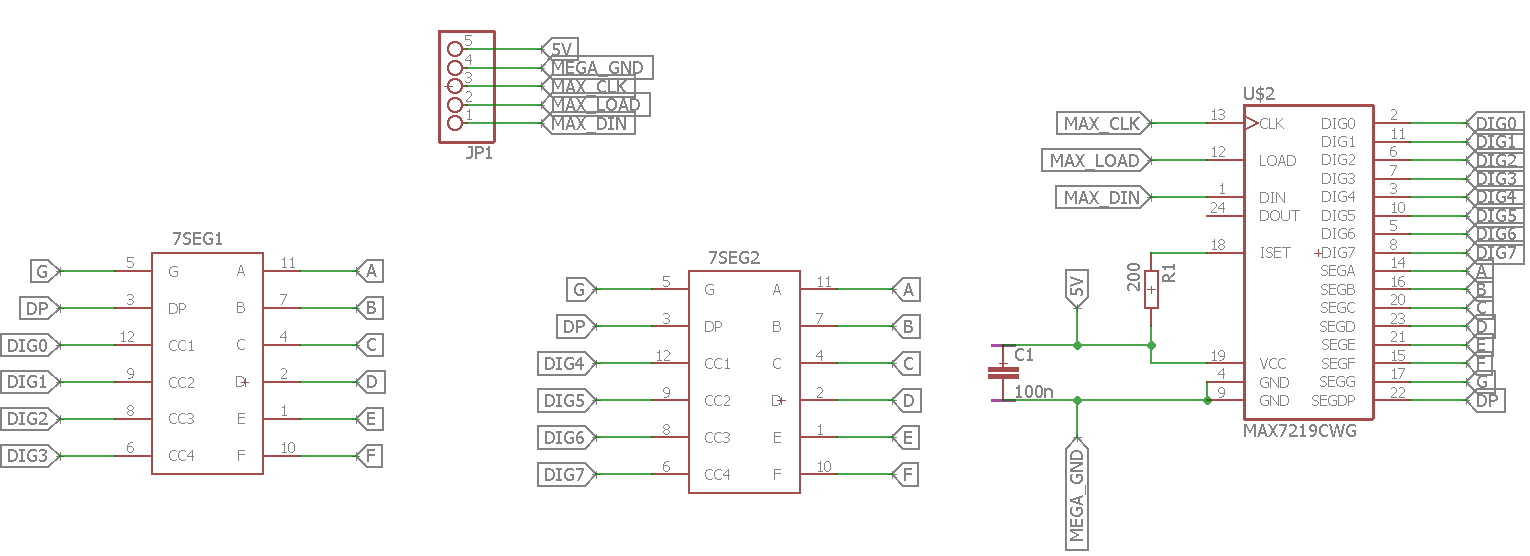 5 5V
4 MEGA_GND
3 MAX_CLK
2 MAX_LOAD
1 MAX_DIN
JP1
7SEG1
G 5 G A 11 A
DP 3 DP B 7 B
DIG0 12 CC1 C 4 C
DIG1 9 CC2 D 2 D
DIG2 8 CC3 E 1 E
DIG3 6 CC4 F 10 F
7SEG2
G 5 G A 11 A
DP 3 DP B 7 B
DIG4 12 CC1 C 4 C
DIG5 9 CC2 D 2 D
DIG6 8 CC3 E 1 E
DIG7 6 CC4 F 10 F
U$2
MAX_CLK 13 CLK DIG0 2 DIG0
DIG1 11 DIG1
MAX_LOAD 12 LOAD DIG2 6 DIG2
DIG3 7 DIG3
MAX_DIN 1 DIN DIG4 3 DIG4
24 DOUT DIG5 10 DIG5
DIG6 5 DIG6
18 ISET DIG7 8 DIG7
SEGA 14 A
SEGB 16 B
SEGC 20 C
SEGD 23 D
SEGE 21 E
19 VCC SEGF 15 F
4 GND SEGG 17 G
9 GND SEGDP 22 DP
MAX7219CWG
200 R1
5V
C1
100n
MEGA_GND